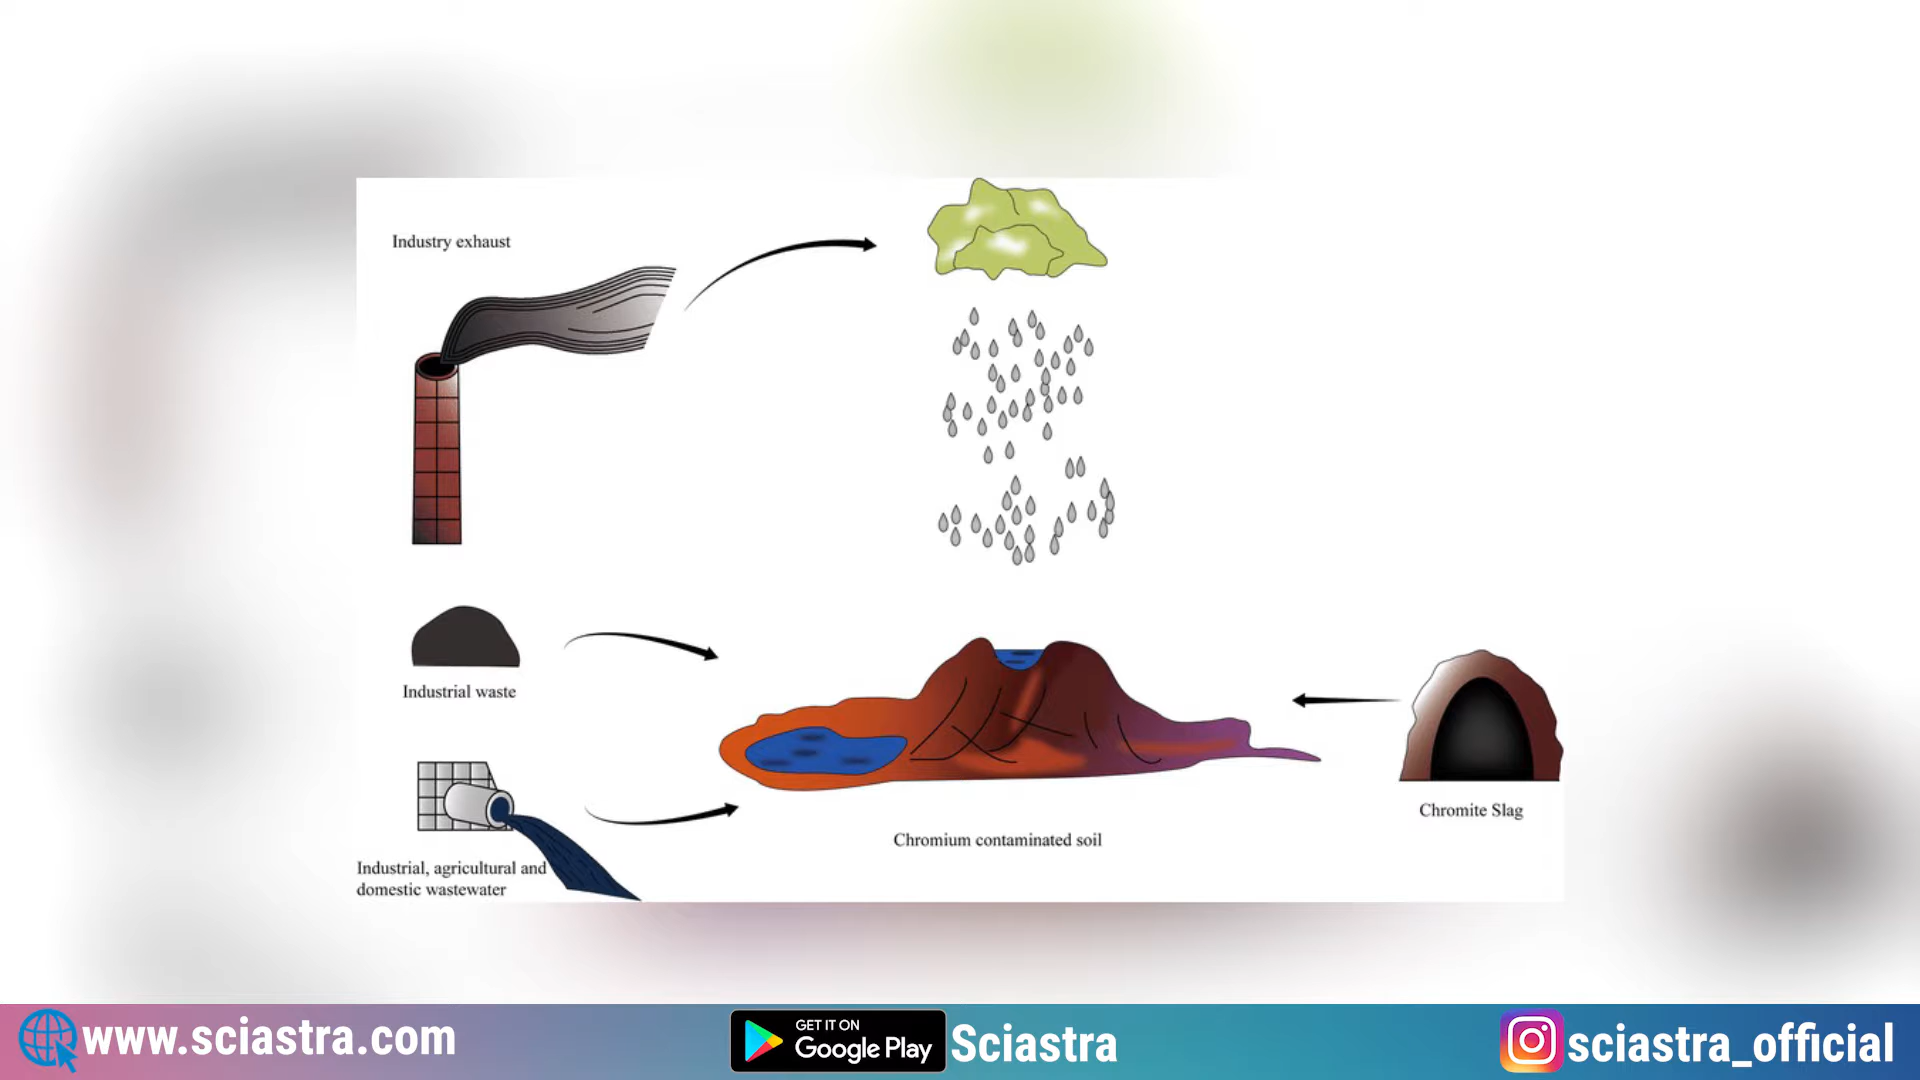 Industry exhaust
Industrial waste
Industrial, agricultural and
domestic wastewater
Chromium contaminated soil
Chromite Slag
www.sciastra.com
GET IT ON
Google Play
Sciastra
sciastra_official